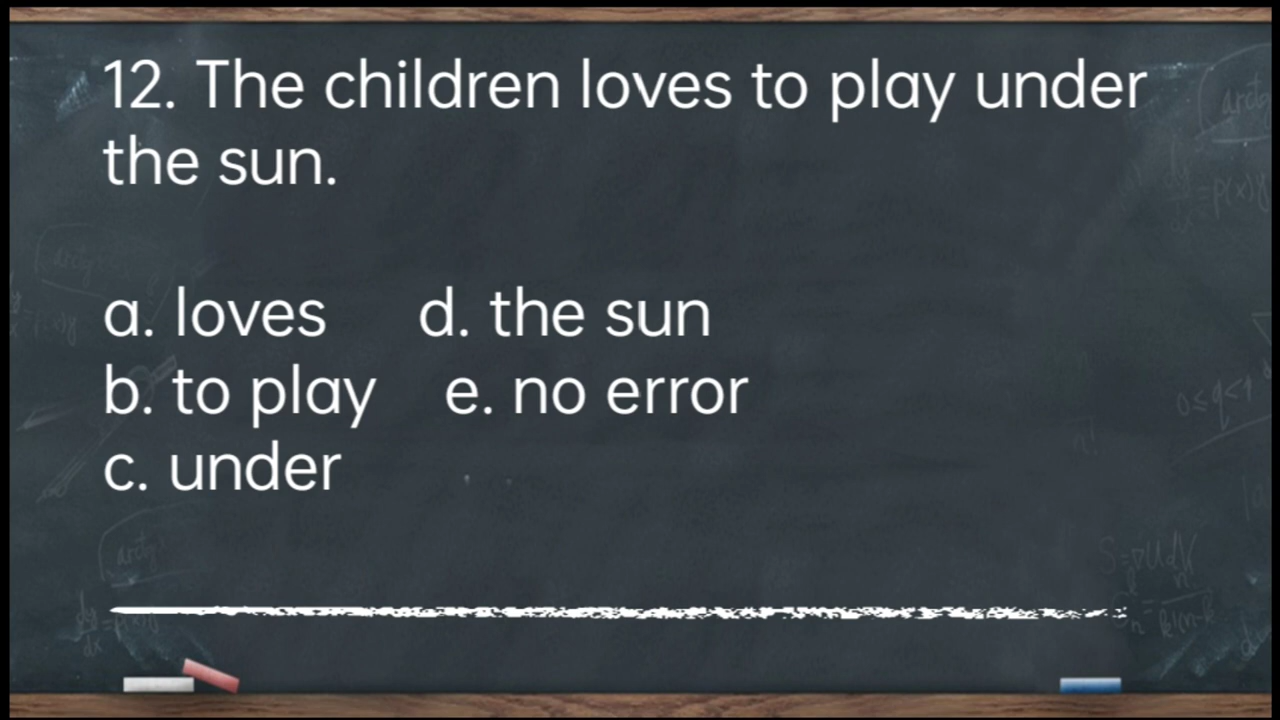 12. The children loves to play under
the sun.
a. loves d. the sun
b. to play e. no error
c. under